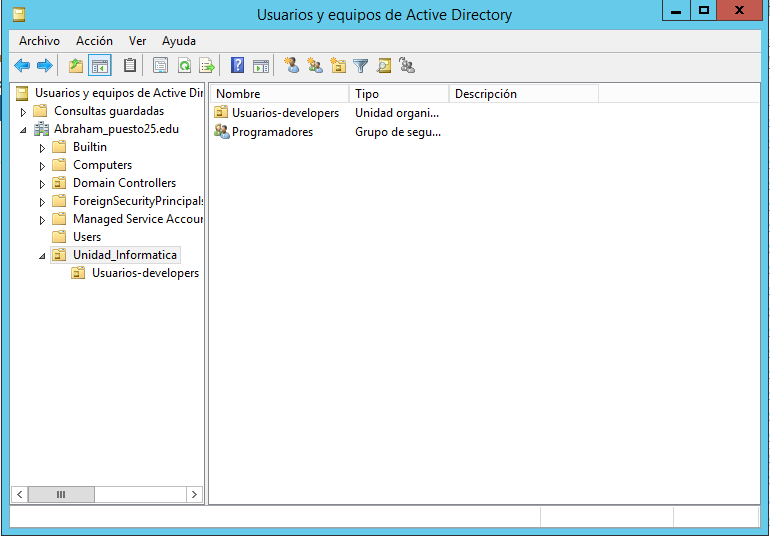 Usuarios y equipos de Active Directory
x
Archivo Acción Ver Ayuda
?
Usuarios y equipos de Active Dir
Consultas guardadas
Abraham_puesto25.edu
Builtin
Computers
Domain Controllers
ForeignSecurityPrincipals
Managed Service Accour
Users
Unidad_Informatica
Usuarios-developers
Nombre Tipo Descripción
Usuarios-developers Unidad organi...
Programadores Grupo de segu...